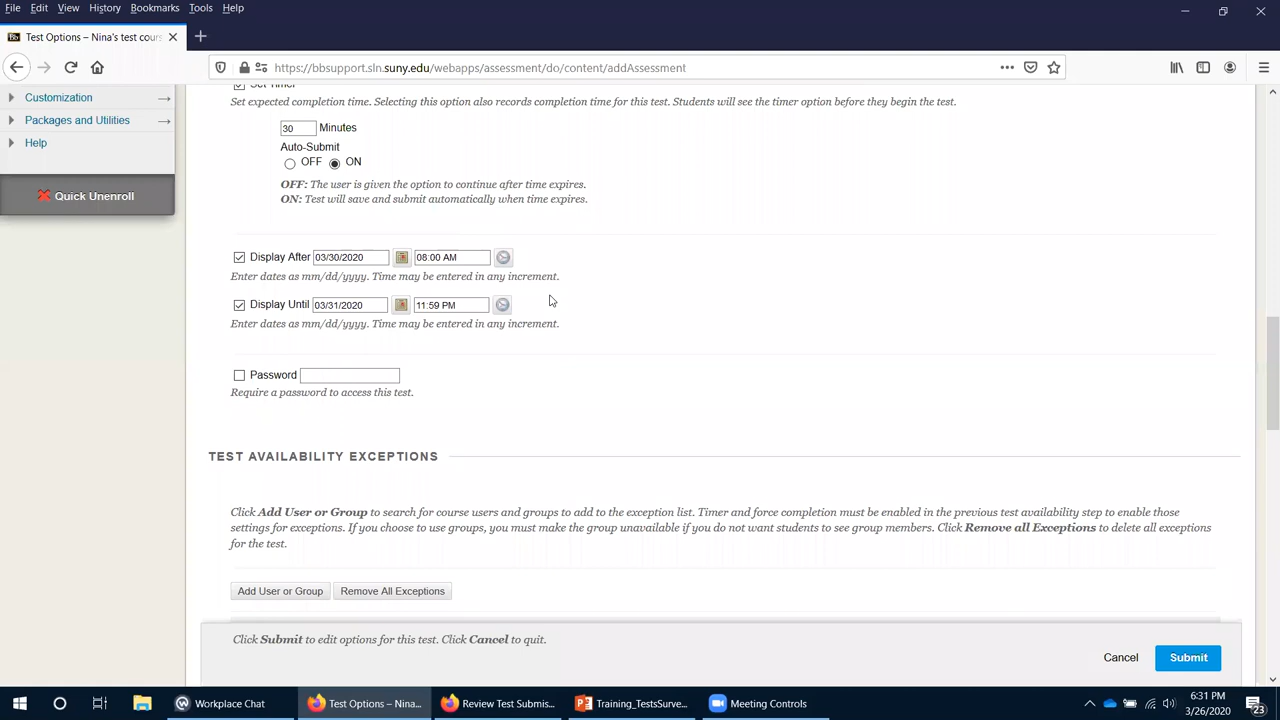 File Edit View History Bookmarks Tools Help
Test Options – Nina's test cours
https://bbsupport.sln.suny.edu/webapps/assessment/do/content/addAssessment
Customization
Packages and Utilities
Help
Quick Unenroll
Set Timer
Set expected completion time. Selecting this option also records completion time for this test. Students will see the timer option before they begin the test.
30 Minutes
Auto-Submit
OFF ON
OFF: The user is given the option to continue after time expires.
ON: Test will save and submit automatically when time expires.
Display After 03/30/2020 08:00 AM
Enter dates as mm/dd/yyyy. Time may be entered in any increment.
Display Until 03/31/2020 11:59 PM
Enter dates as mm/dd/yyyy. Time may be entered in any increment.
Password
Require a password to access this test.
TEST AVAILABILITY EXCEPTIONS
Click Add User or Group to search for course users and groups to add to the exception list. Timer and force completion must be enabled in the previous test availability step to enable those
settings for exceptions. If you choose to use groups, you must make the group unavailable if you do not want students to see group members. Click Remove all Exceptions to delete all exceptions
for the test.
Add User or Group Remove All Exceptions
Click Submit to edit options for this test. Click Cancel to quit.
Cancel Submit
Workplace Chat Test Options – Nina... Review Test Submis... Training_TestsSurve... Meeting Controls
6:31 PM
3/26/2020
23